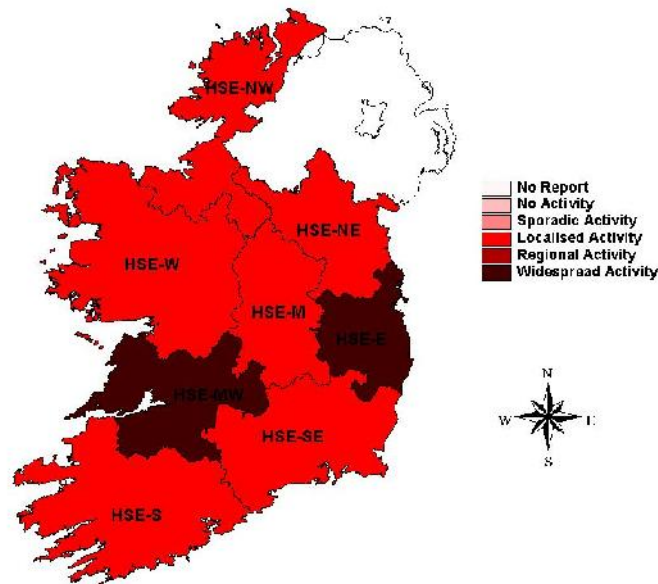 HSE-NW
No Report
No Activity
Sporadic Activity
Localised Activity
Regional Activity
Widespread Activity
HSE-NE
HSE-W
HSE-M
HSE-E
HSE-MW
HSE-SE
HSE-S
N
W
E
S